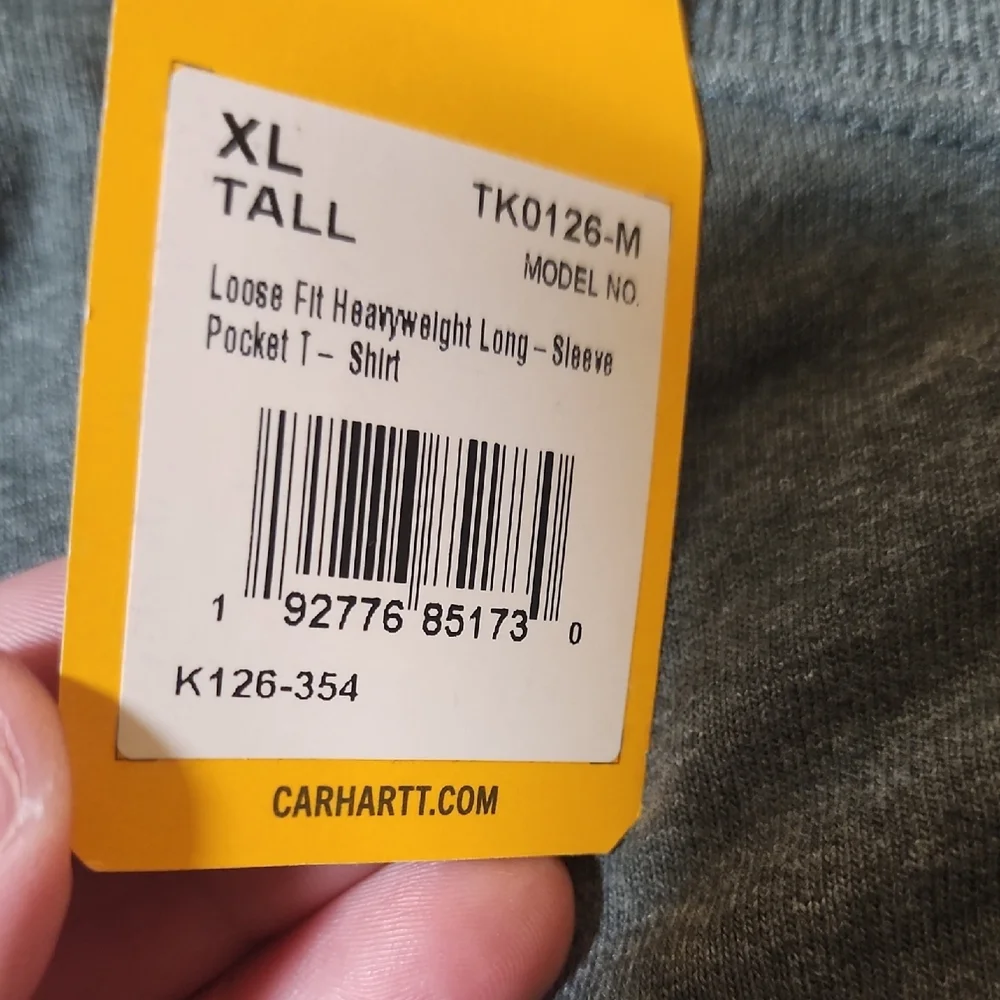 XL
TALL
TK0126-M
MODEL NO.
Loose Fit Heavyweight Long-Sleeve
Pocket T- Shirt
1 92776 85173 0
K126-354
CARHARTT.COM